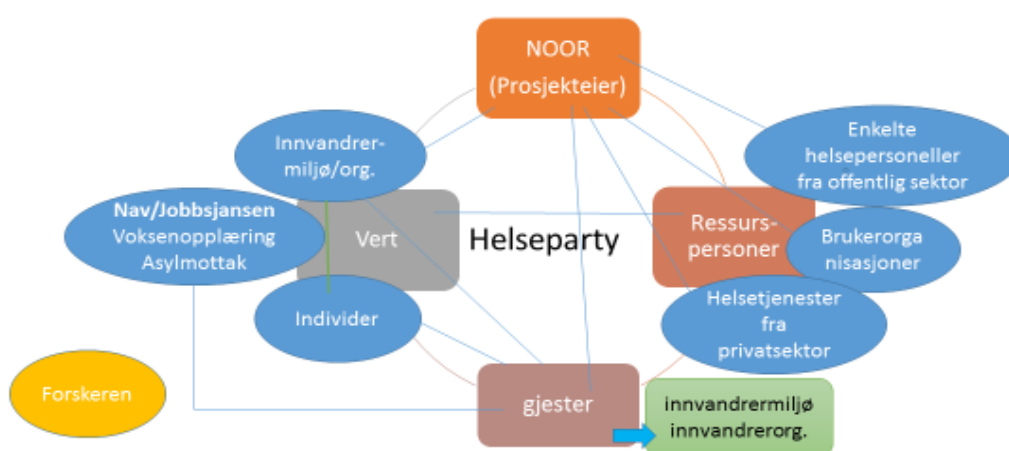 NOOR
(Prosjekteier)
Innvandrer-
miljø/org.
Enkelte
helsepersoneller
fra offentlig sektor
Nav/Jobbsjansen
Voksenopplæring
Asylmottak
Vert
Helseparty
Ressurs-
personer
Brukerorga
nisasjoner
Individer
Helsetjenester
fra
privatsektor
Forskeren
gjester
innvandrermiljø
innvandrerorg.